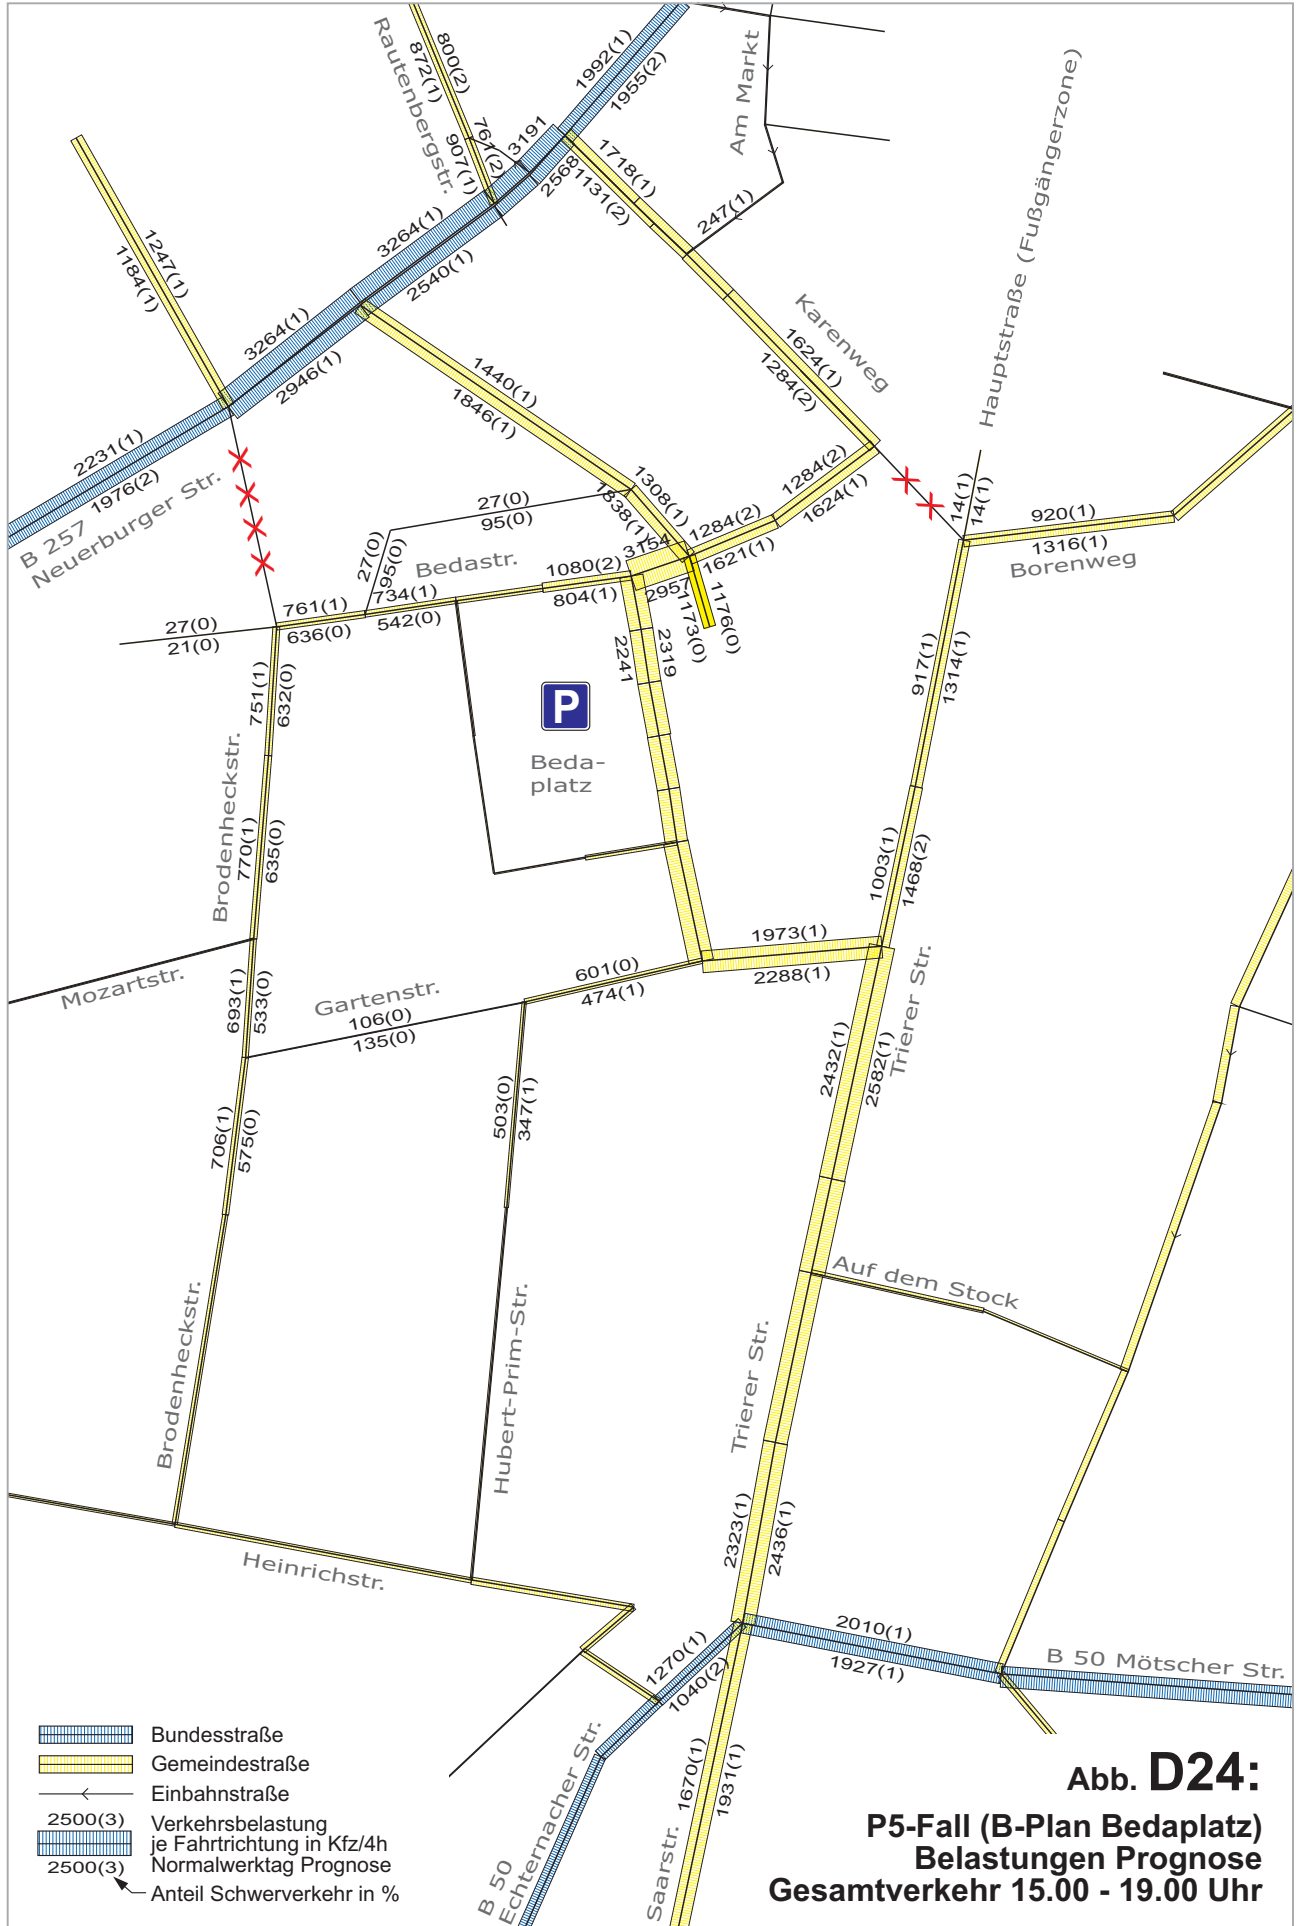 Rautenbergstr.
800(2)
872(1)
761(2)
907(1)
3191
2568
1992(1)
1955(2)
Am Markt
247(1)
1718(1)
1131(2)
Hauptstraße (Fußgängerzone)
1247(1)
1184(1)
3264(1)
2540(1)
3264(1)
2946(1)
Karenweg
1624(1)
1284(2)
1440(1)
1846(1)
2231(1)
1976(2)
B 257
Neuerburger Str.
1308(1)
1838(1)
1284(2)
1624(1)
1284(2)
1621(1)
27(0)
95(0)
27(0)
95(0)
Bedastr.
3154
2957
1080(2)
804(1)
1176(0)
1173(0)
14(1)
14(1)
920(1)
1316(1)
Borenweg
761(1)
636(0)
734(1)
542(0)
27(0)
21(0)
2319
2241
917(1)
1314(1)
751(1)
632(0)
P
Beda-
platz
Brodenheckstr.
770(1)
635(0)
1003(1)
1468(2)
1973(1)
2288(1)
Trierer Str.
Mozartstr.
693(1)
533(0)
Gartenstr.
106(0)
135(0)
601(0)
474(1)
2432(1)
2582(1)
706(1)
575(0)
503(0)
347(1)
Auf dem Stock
Brodenheckstr.
Hubert-Prim-Str.
Trierer Str.
2323(1)
2436(1)
Heinrichstr.
2010(1)
1927(1)
B 50 Mötscher Str.
1270(1)
1040(2)
B 50
Echternacher Str.
1670(1)
1931(1)
Saarstr.
Bundesstraße
Gemeindestraße
Einbahnstraße
2500(3)
Verkehrsbelastung
je Fahrtrichtung in Kfz/4h
2500(3)
Normalwerktag Prognose
Anteil Schwerverkehr in %
Abb. D24:
P5-Fall (B-Plan Bedaplatz)
Belastungen Prognose
Gesamtverkehr 15.00 - 19.00 Uhr